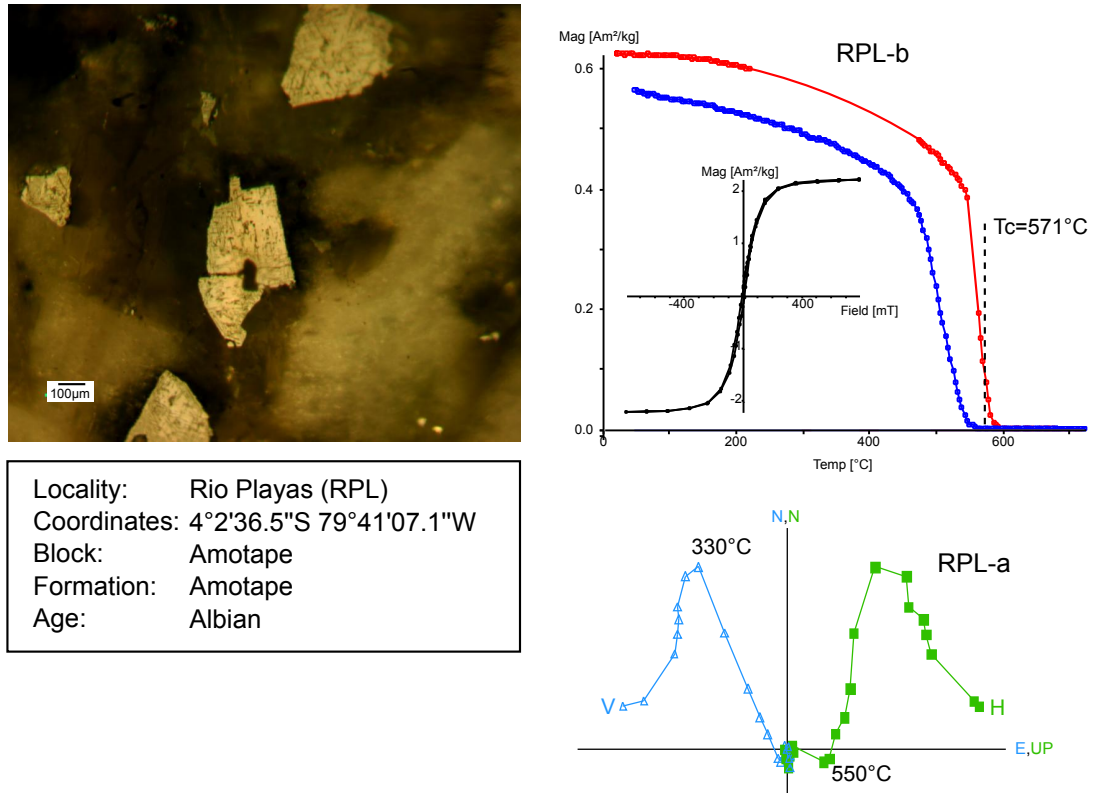 100µm
Locality: Rio Playas (RPL)
Coordinates: 4°2'36.5"S 79°41'07.1"W
Block: Amotape
Formation: Amotape
Age: Albian
Mag [Am²/kg]
RPL-b
0.6
0.4
0.2
0.0
0
200
400
600
Temp [°C]
Tc=571°C
Mag [Am²/kg]
2
1
-1
-2
-400
400
Field [mT]
N,N
330°C
RPL-a
V
H
E,UP
550°C